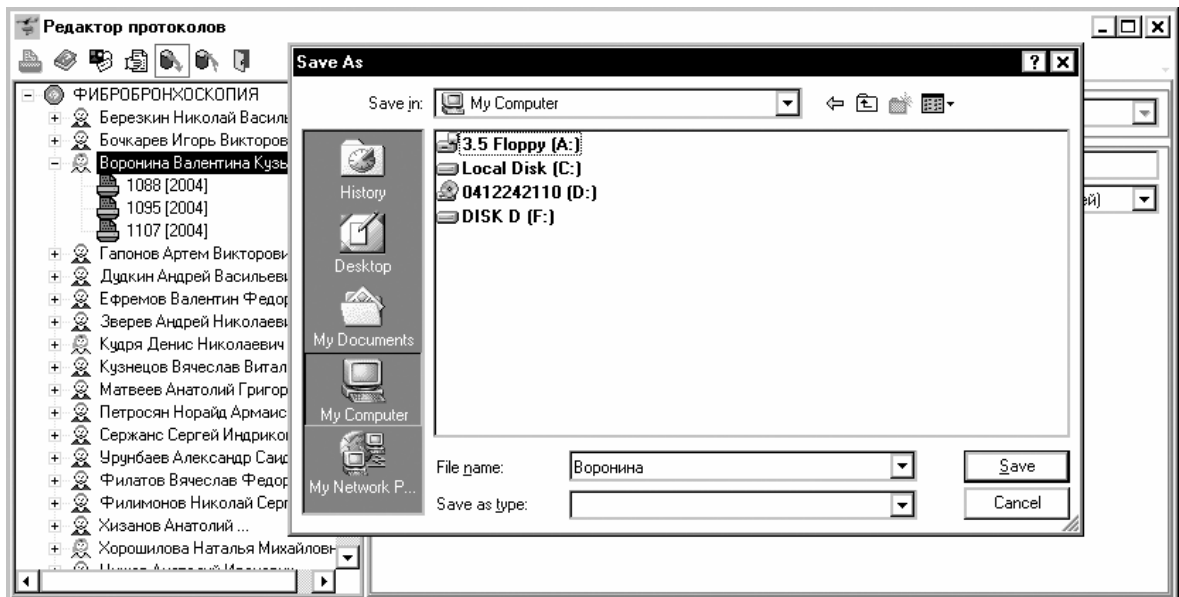 Редактор протоколов
ФИБРОБРОНХОСКОПИЯ
Березкин Николай Василь
Бочкарев Игорь Викторов
Воронина Валентина Кузь
1088 [2004]
1095 [2004]
1107 [2004]
Гапонов Артем Викторови
Дудкин Андрей Васильеви
Ефремов Валентин Федор
Зверев Андрей Николаеви
Кудря Денис Николаевич
Кузнецов Вячеслав Витал
Матвеев Анатолий Григор
Петросян Норайд Армаис
Сержанс Сергей Индрико
Урунбаев Александр Саид
Филатов Вячеслав Федор
Филимонов Николай Серг
Хизанов Анатолий ...
Хорошилова Наталья Михайловн
Save As
Save in: My Computer
History
Desktop
My Documents
My Computer
My Network P...
3.5 Floppy (A:)
Local Disk (C:)
0412242110 (D:)
DISK D (F:)
File name: Воронина
Save
Save as type:
Cancel
ей)